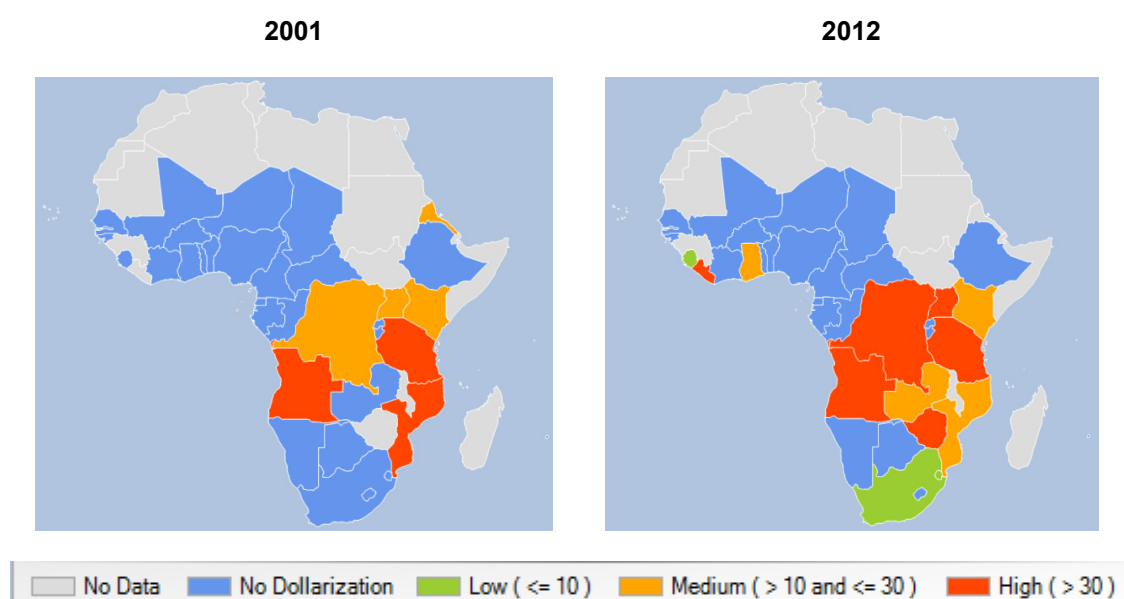 2001
2012
No Data No Dollarization Low ( <= 10 ) Medium ( > 10 and <= 30 ) High ( > 30 )